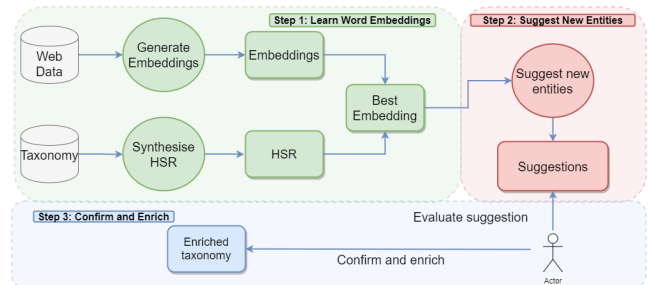 Step 1: Learn Word Embeddings
Step 2: Suggest New Entities
Web
Data
Generate
Embeddings
Embeddings
Best
Embedding
Suggest new
entities
Taxonomy
Synthesise
HSR
HSR
Suggestions
Step 3: Confirm and Enrich
Evaluate suggestion
Enriched
taxonomy
Confirm and enrich
Actor